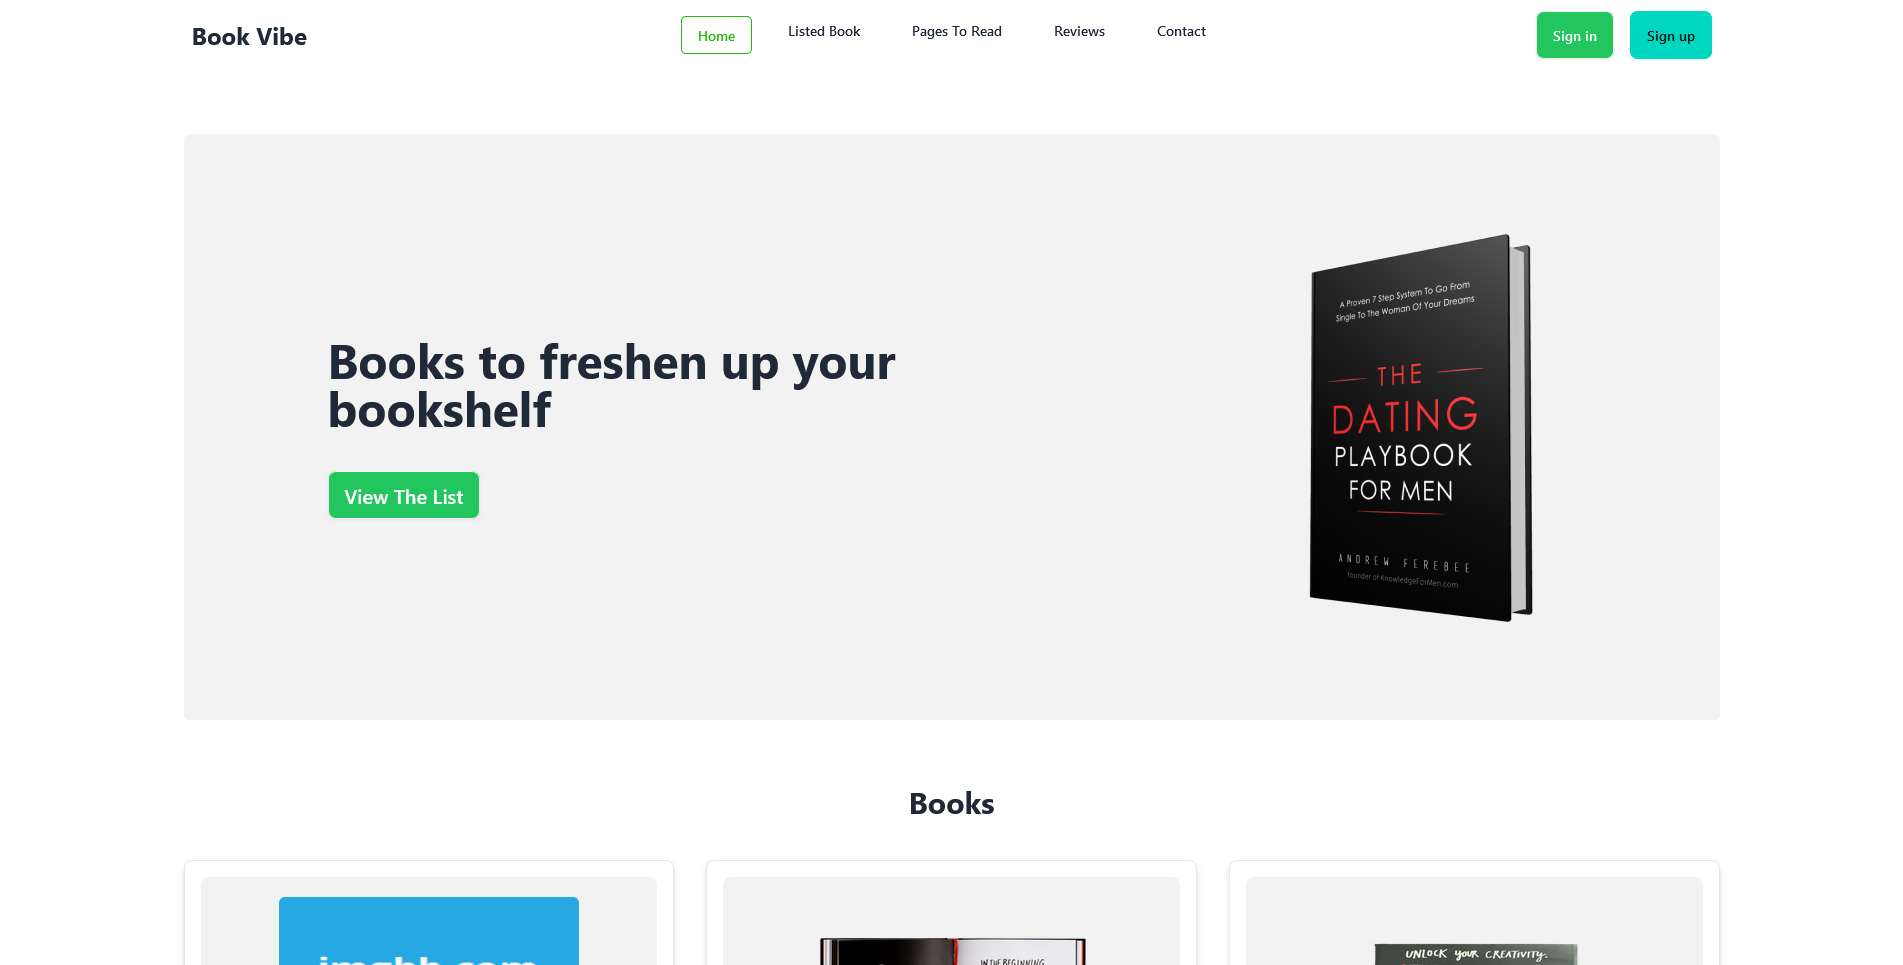 Book Vibe
Home
Listed Book
Pages To Read
Reviews
Contact
Sign in
Sign up
Books to freshen up your
bookshelf
View The List
A Proven 7 Step System To Go From
Single To The Woman Of Your Dreams
THE
DATING
PLAYBOOK
FOR MEN
ANDREW FEREBEE
founder of KnowledgeForMen.com
Books
imgbb.com
IN THE BEGINNING
UNLOCK YOUR CREATIVITY.